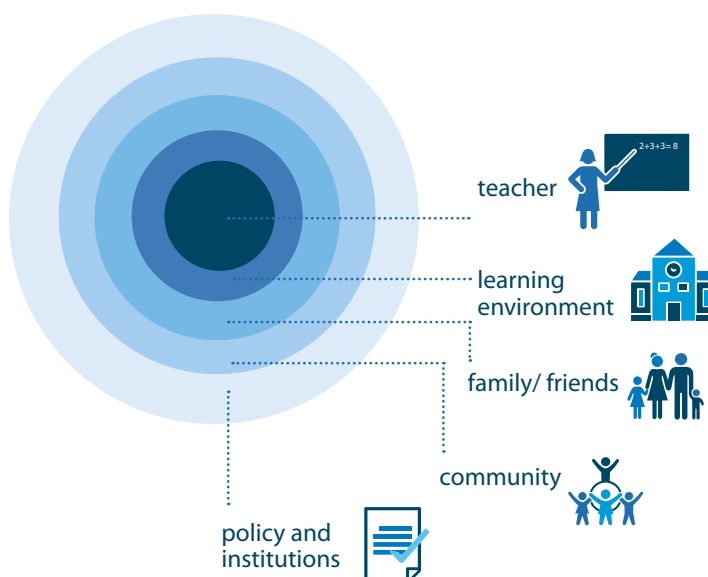 2+3+3= 8
teacher
learning
environment
family/ friends
community
policy and
institutions